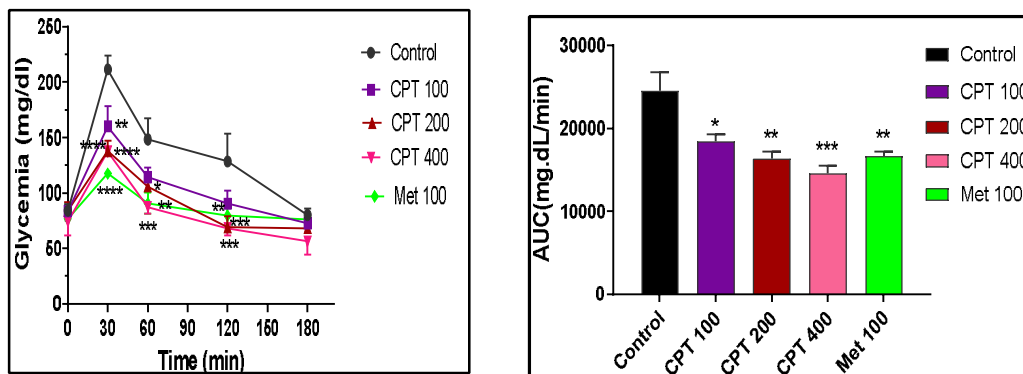 250
200
150
100
50
0
Glycemia (mg/dl)
0 30 60 90 120 150 180
Time (min)
**
****
****
****
*
**
***
**
***
***
Control
CPT 100
CPT 200
CPT 400
Met 100
30000
20000
10000
0
AUC(mg.dL/min)
*
**
***
**
Control
CPT 100
CPT 200
CPT 400
Met 100
Control
CPT 100
CPT 200
CPT 400
Met 100